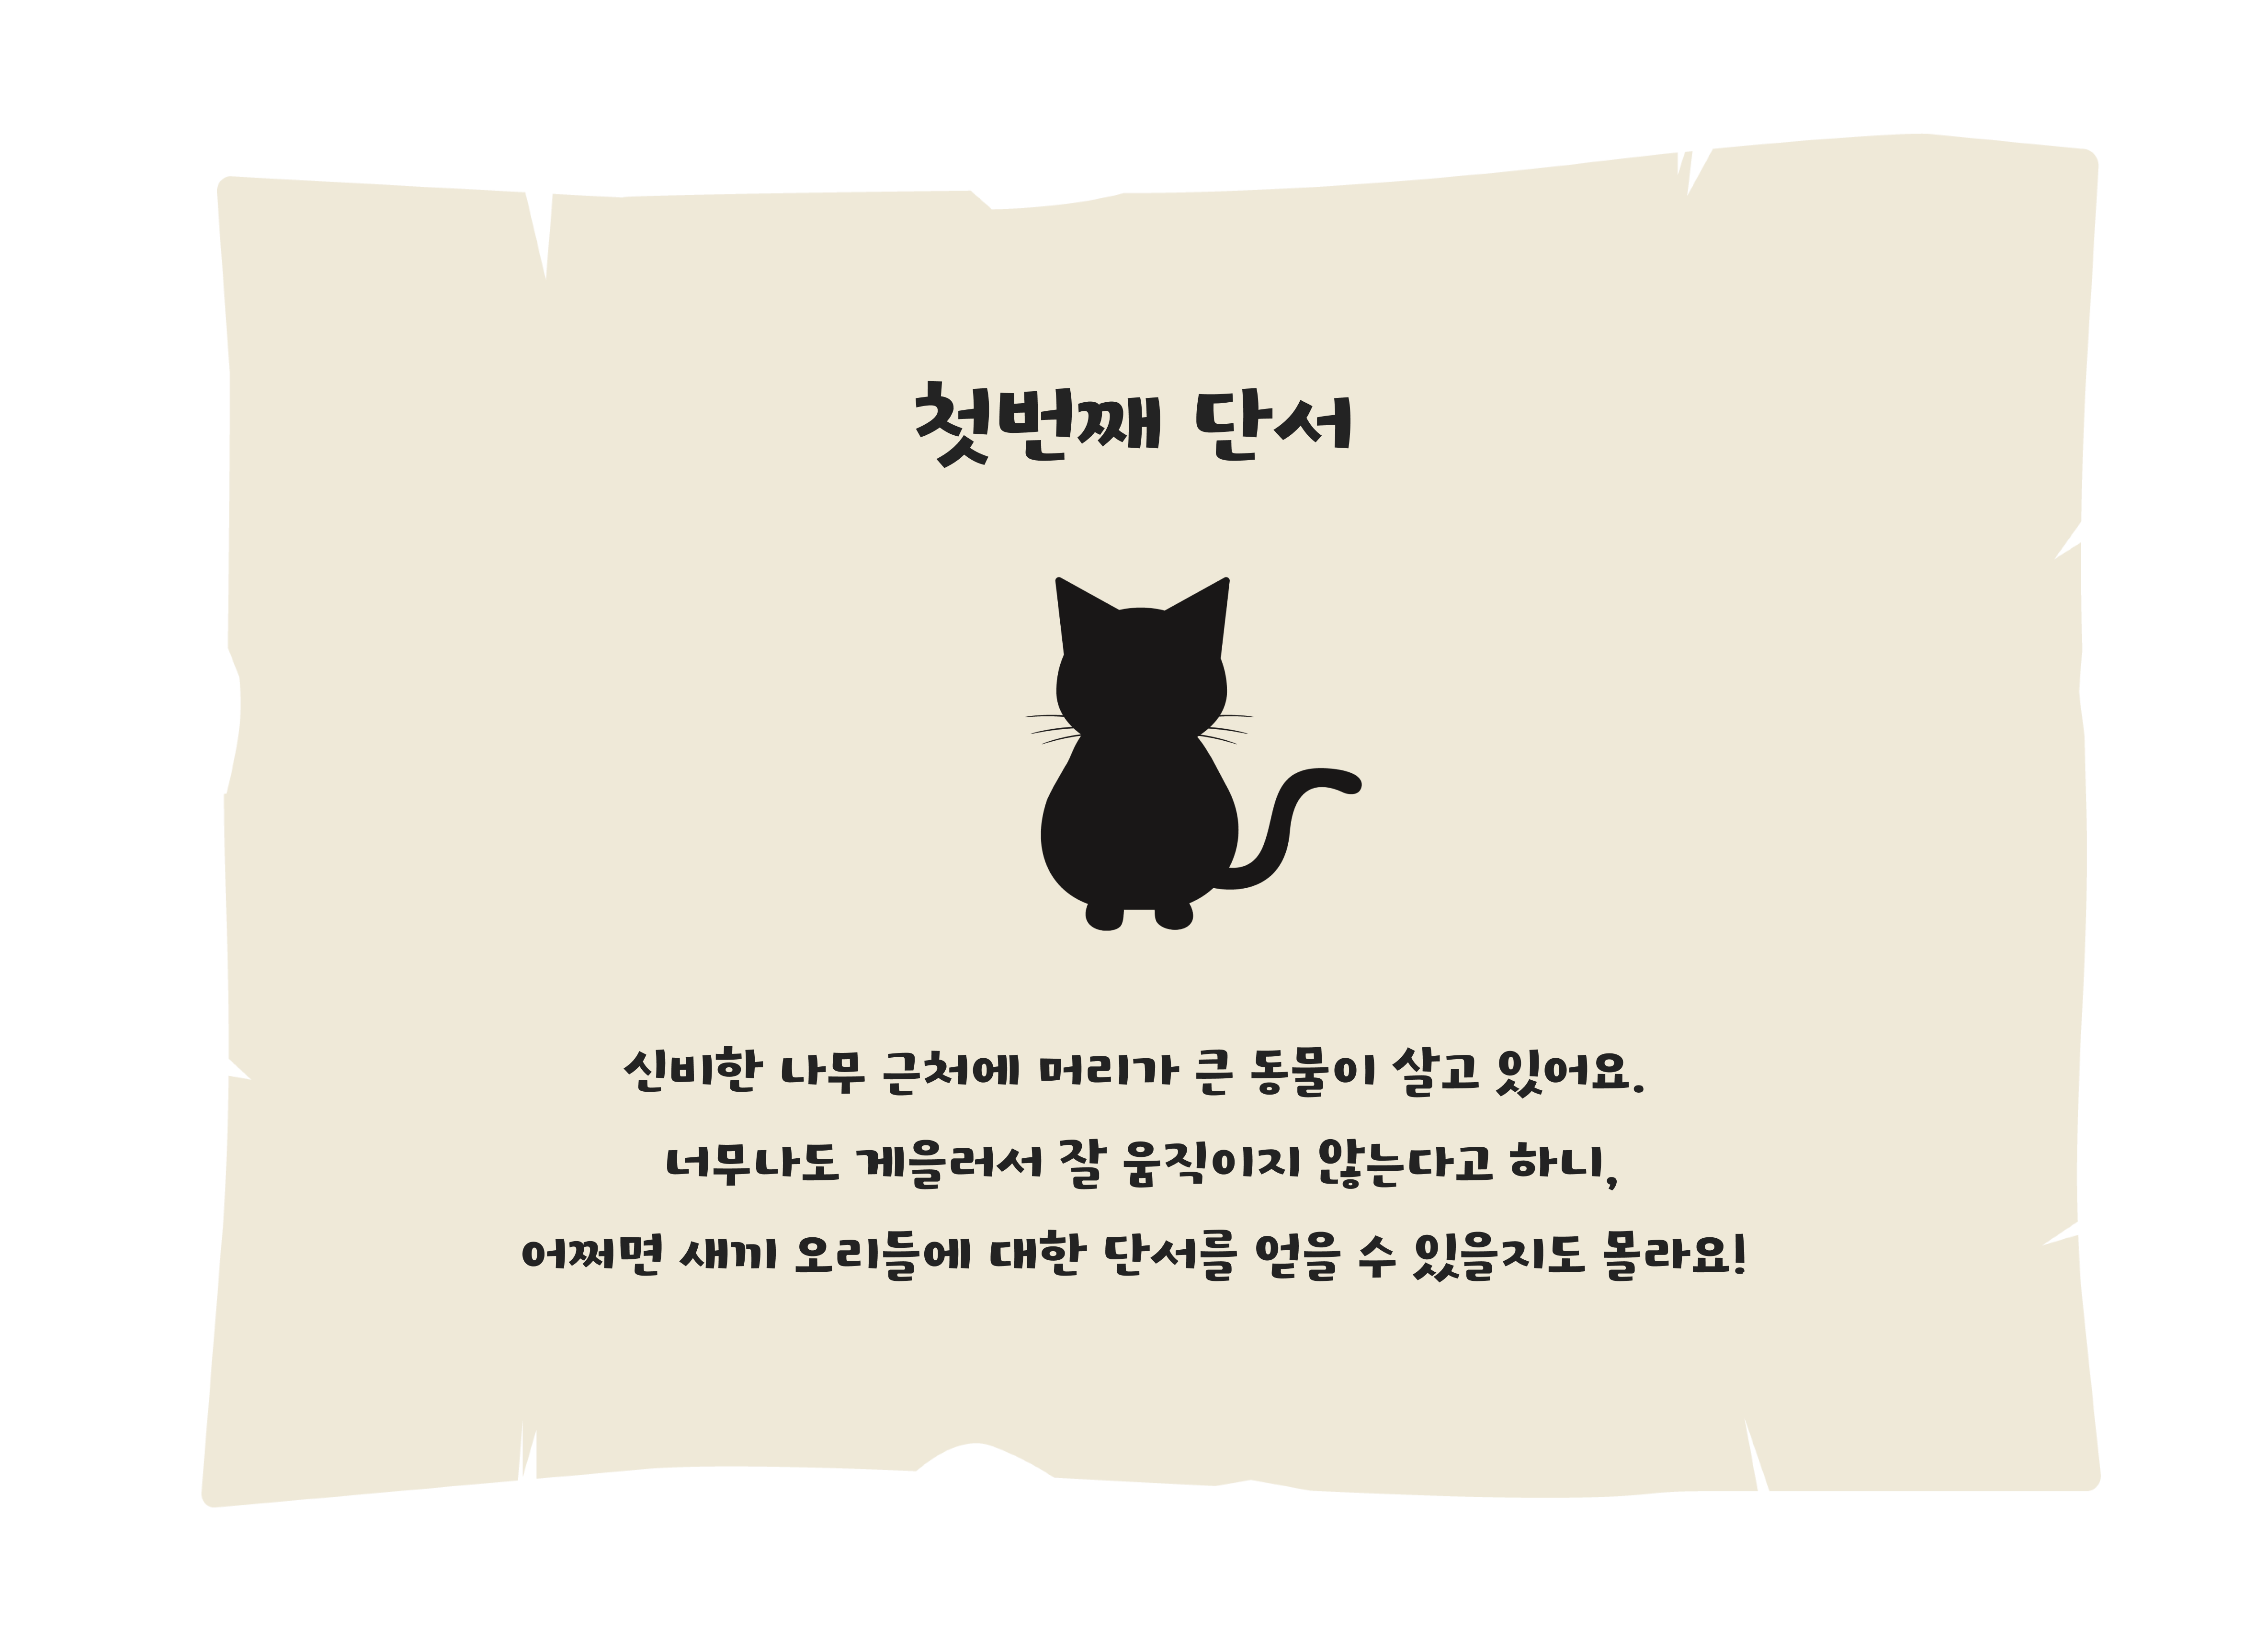 첫번째 단서
신비한 나무 근처에 머리가 큰 동물이 살고 있어요.
너무나도 게을러서 잘 움직이지 않는다고 하니,
어쩌면 새끼 오리들에 대한 단서를 얻을 수 있을지도 몰라요!